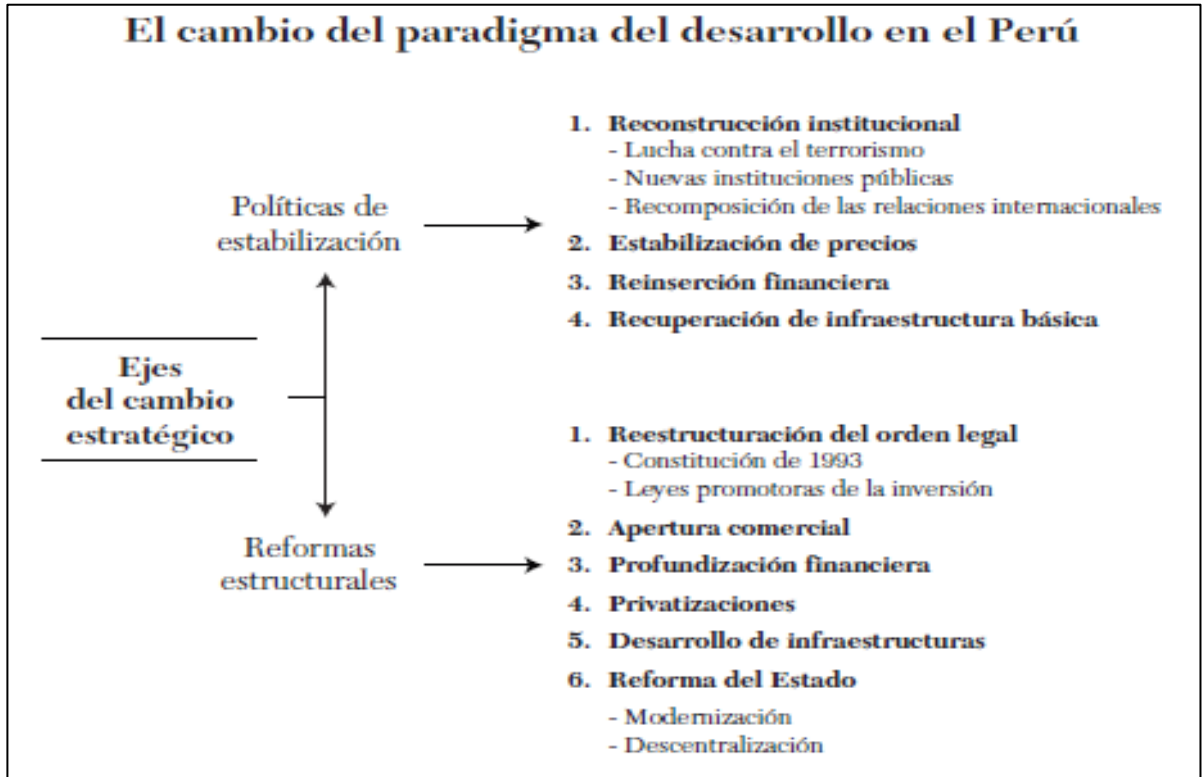 El cambio del paradigma del desarrollo en el Perú
Ejes
del cambio
estratégico
Políticas de
estabilización
1. Reconstrucción institucional
- Lucha contra el terrorismo
- Nuevas instituciones públicas
- Recomposición de las relaciones internacionales
2. Estabilización de precios
3. Reinserción financiera
4. Recuperación de infraestructura básica
Reformas
estructurales
1. Reestructuración del orden legal
- Constitución de 1993
- Leyes promotoras de la inversión
2. Apertura comercial
3. Profundización financiera
4. Privatizaciones
5. Desarrollo de infraestructuras
6. Reforma del Estado
- Modernización
- Descentralización